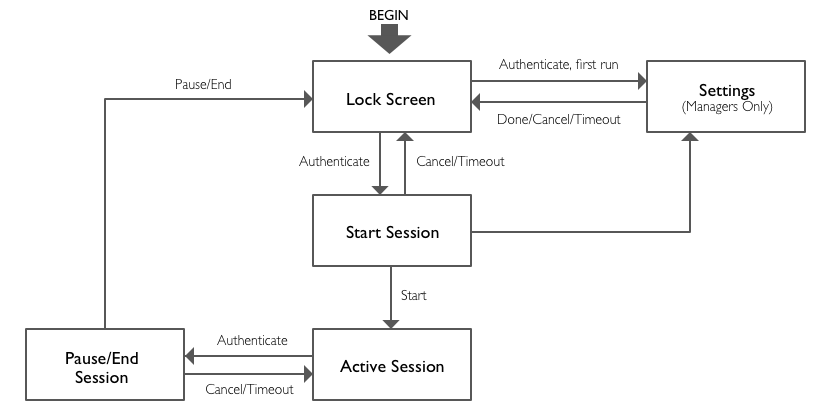 BEGIN
Authenticate, first run
Pause/End
Lock Screen
Settings
(Managers Only)
Done/Cancel/Timeout
Authenticate
Cancel/Timeout
Start Session
Start
Authenticate
Pause/End
Session
Active Session
Cancel/Timeout